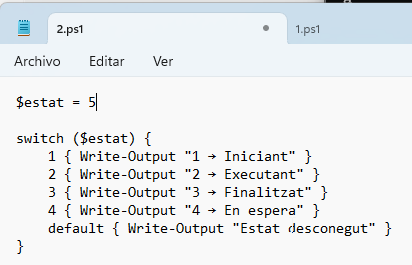 2.ps1
1.ps1
Archivo Editar Ver
$estat = 5
switch ($estat) {
    1 { Write-Output "1 → Iniciant" }
    2 { Write-Output "2 → Executant" }
    3 { Write-Output "3 → Finalitzat" }
    4 { Write-Output "4 → En espera" }
    default { Write-Output "Estat desconegut" }
}